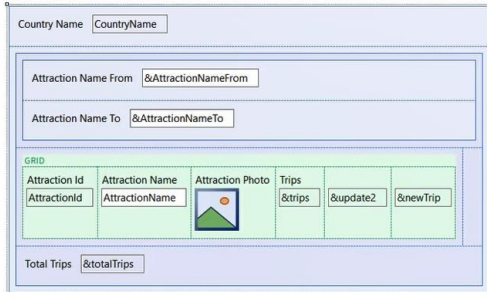 Country Name CountryName
Attraction Name From &AttractionNameFrom
Attraction Name To &AttractionNameTo
GRID
Attraction Id Attraction Name Attraction Photo Trips
AttractionId AttractionName &trips &update2 &newTrip
Total Trips &totalTrips